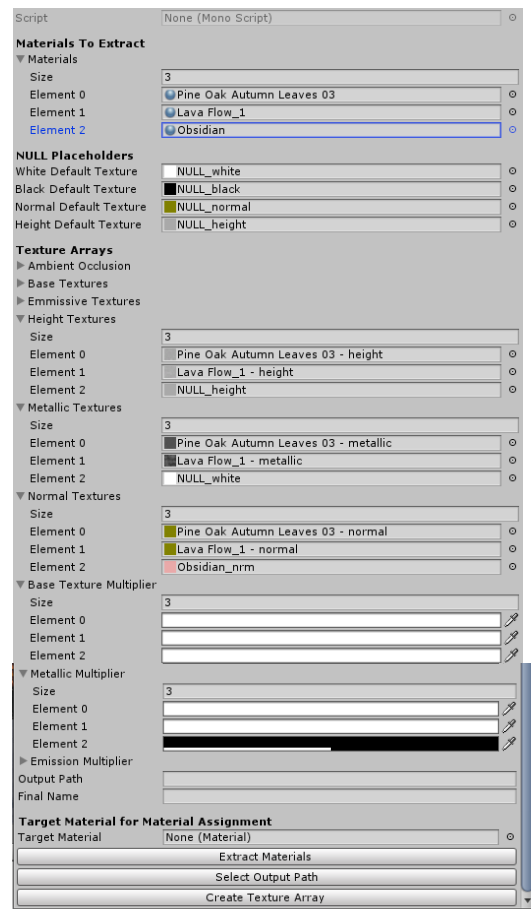 Script None (Mono Script)
Materials To Extract
Materials
Size 3
Element 0 Pine Oak Autumn Leaves 03
Element 1 Lava Flow_1
Element 2 Obsidian
NULL Placeholders
White Default Texture NULL_white
Black Default Texture NULL_black
Normal Default Texture NULL_normal
Height Default Texture NULL_height
Texture Arrays
Ambient Occlusion
Base Textures
Emmissive Textures
Height Textures
Size 3
Element 0 Pine Oak Autumn Leaves 03 - height
Element 1 Lava Flow_1 - height
Element 2 NULL_height
Metallic Textures
Size 3
Element 0 Pine Oak Autumn Leaves 03 - metallic
Element 1 Lava Flow_1 - metallic
Element 2 NULL_white
Normal Textures
Size 3
Element 0 Pine Oak Autumn Leaves 03 - normal
Element 1 Lava Flow_1 - normal
Element 2 Obsidian_nrm
Base Texture Multiplier
Size 3
Element 0
Element 1
Element 2
Metallic Multiplier
Size 3
Element 0
Element 1
Element 2
Emission Multiplier
Output Path
Final Name
Target Material for Material Assignment
Target Material None (Material)
Extract Materials
Select Output Path
Create Texture Array